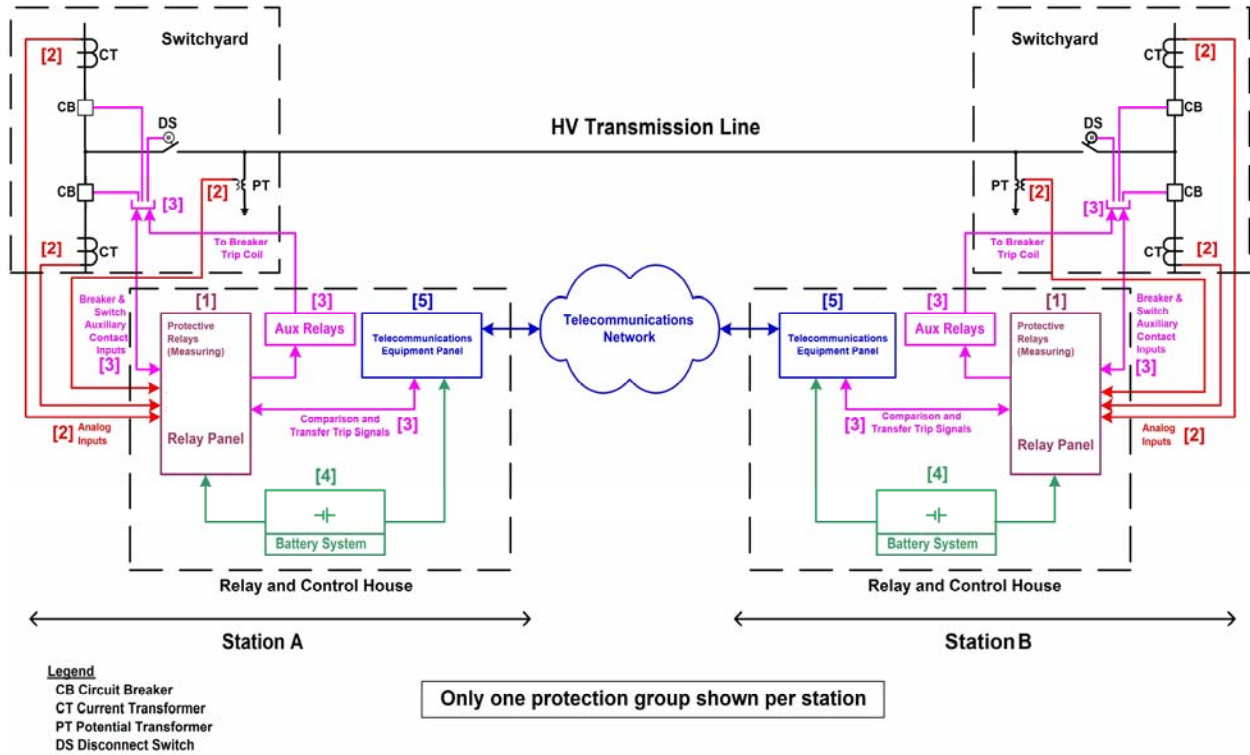 Switchyard
[2]
CT
CB
DS
CB
[3]
[2]
PT
[2]
CT
To Breaker
Trip Coil
HV Transmission Line
Switchyard
CT
[2]
CB
DS
PT
[2]
CB
[3]
CT
[2]
To Breaker
Trip Coil
Breaker &
Switch
Auxiliary
Contact
Inputs
[3]
[1]
Protective
Relays
(Measuring)
Relay Panel
[3]
Aux Relays
[5]
Telecommunications
Equipment Panel
Comparison and
Transfer Trip Signals
[3]
[2]
Analog
Inputs
[4]
Battery System
Relay and Control House
Telecommunications
Network
[5]
Telecommunications
Equipment Panel
[3]
Aux Relays
[1]
Protective
Relays
(Measuring)
Relay Panel
Breaker &
Switch
Auxiliary
Contact
Inputs
[3]
Comparison and
[3] Transfer Trip Signals
Analog
Inputs
[2]
[4]
Battery System
Relay and Control House
Station A
Station B
Legend
CB Circuit Breaker
CT Current Transformer
PT Potential Transformer
DS Disconnect Switch
Only one protection group shown per station